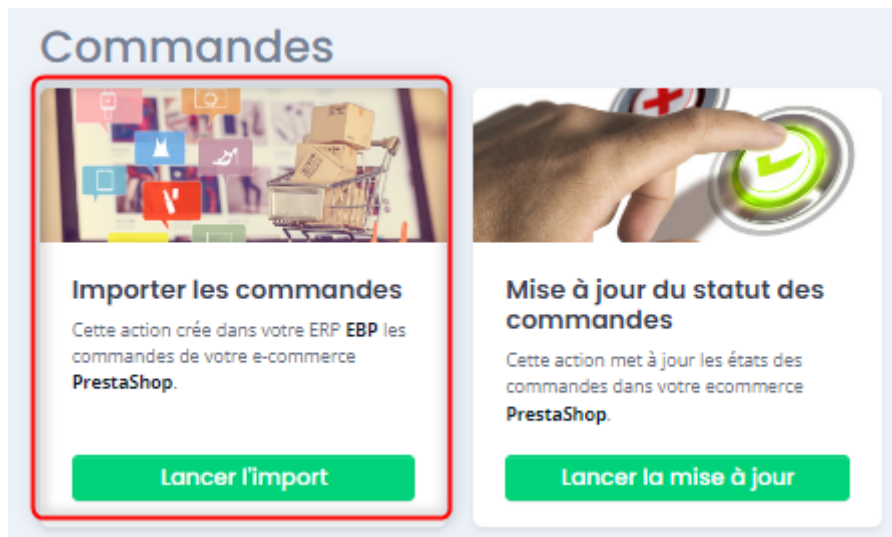 Commandes
Importer les commandes
Cette action crée dans votre ERP EBP les
commandes de votre e-commerce
PrestaShop.
Lancer l'import
Mise à jour du statut des
commandes
Cette action met à jour les états des
commandes dans votre ecommerce
PrestaShop.
Lancer la mise à jour